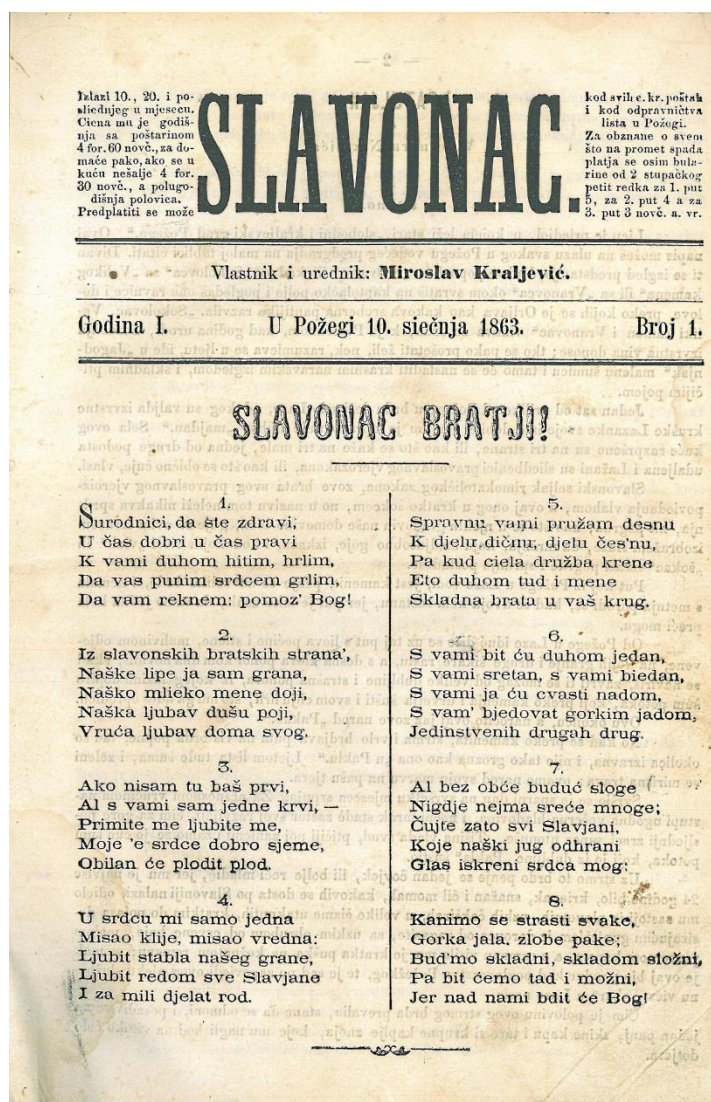 Izlazi 10., 20. i po-
sliednjeg u mjesecu.
Ciena mu je godiš-
nja sa poštarinom
4 for. 60 novč., za do-
maće pako, ako se u
kuću nešalje 4 for.
30 novč., a polugo-
dišnja polovica.
Predplatiti se može
SLAVONAC.
kod svih c. kr. poštah
i kod odpravničtva
lista u Požegi.
Za obznane o svem
što na promet spada
platja se osim bula-
rine od 2 stupačkog
petit redka za 1. put
5, za 2. put 4 a za
3. put 3 novč. a. vr.
Vlastnik i urednik: Miroslav Kraljević.
Godina I. U Požegi 10. siečnja 1863. Broj 1.
SLAVONAC BRATJI!
1.
Surodnici, da ste zdravi,
U čas dobri u čas pravi
K vami duhom hitim, hrlim,
Da vas punim srdcem grlim,
Da vam reknem: pomoz' Bog!
2.
Iz slavonskih bratskih strana',
Naške lipe ja sam grana,
Naško mlieko mene doji,
Naška ljubav dušu poji,
Vruća ljubav doma svog.
3.
Ako nisam tu baš prvi,
Al s vami sam jedne krvi, —
Primite me ljubite me,
Moje 'e srdce dobro sjeme,
Obilan će plodit plod.
4.
U srdcu mi samo jedna
Misao klije, misao vredna:
Ljubit stabla našeg grane,
Ljubit redom sve Slavjane
I za mili djelat rod.
5.
Spravnu vami pružam desnu
K djelu dičnu, djelu čes'nu,
Pa kud ciela družba krene
Eto duhom tud i mene
Skladna brata u vaš krug.
6.
S vami bit ću duhom jedan,
S vami sretan, s vami biedan,
S vami ja ću cvasti nadom,
S vam' bjedovat gorkim jadom,
Jedinstvenih drugah drug.
7.
Al bez obće buduć sloge
Nigdje nejma sreće mnoge;
Čujte zato svi Slavjani,
Koje naški jug odhrani
Glas iskreni srdca mog:
8.
Kanimo se strasti svake,
Gorka jala, zlobe pake;
Bud'mo skladni, skladom složni,
Pa bit ćemo tad i možni,
Jer nad nami bdit će Bog!